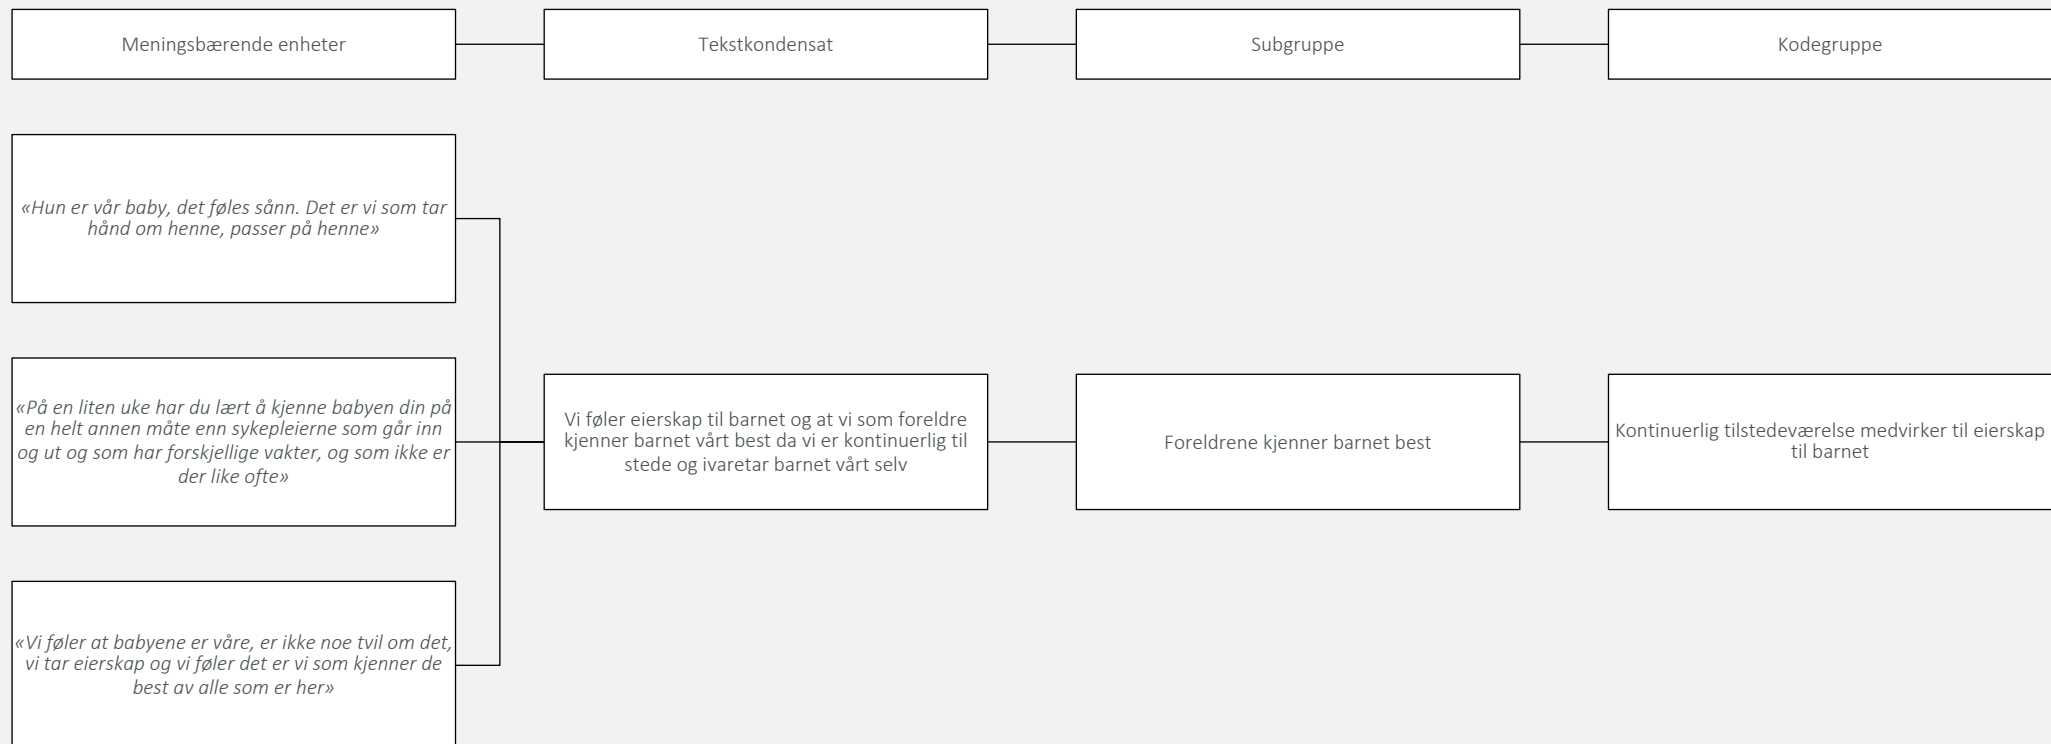 Meningsbærende enheter
Tekstkondensat
Subgruppe
Kodegruppe
«Hun er vår baby, det føles sånn. Det er vi som tar
hånd om henne, passer på henne»
«På en liten uke har du lært å kjenne babyen din på
en helt annen måte enn sykepleierne som går inn
og ut og som har forskjellige vakter, og som ikke er
der like ofte»
«Vi føler at babyene er våre, er ikke noe tvil om det,
vi tar eierskap og vi føler det er vi som kjenner de
best av alle som er her»
Vi føler eierskap til barnet og at vi som foreldre
kjenner barnet vårt best da vi er kontinuerlig til
stede og ivaretar barnet vårt selv
Foreldrene kjenner barnet best
Kontinuerlig tilstedeværelse medvirker til eierskap
til barnet